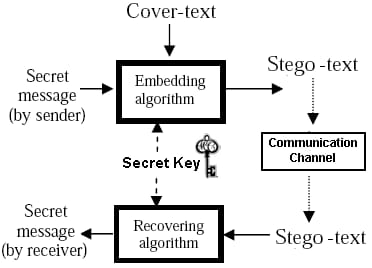 Cover-text
Secret
message
(by sender)
Embedding
algorithm
Stego -text
Secret Key
Communication
Channel
Secret
message
(by receiver)
Recovering
algorithm
Stego -text